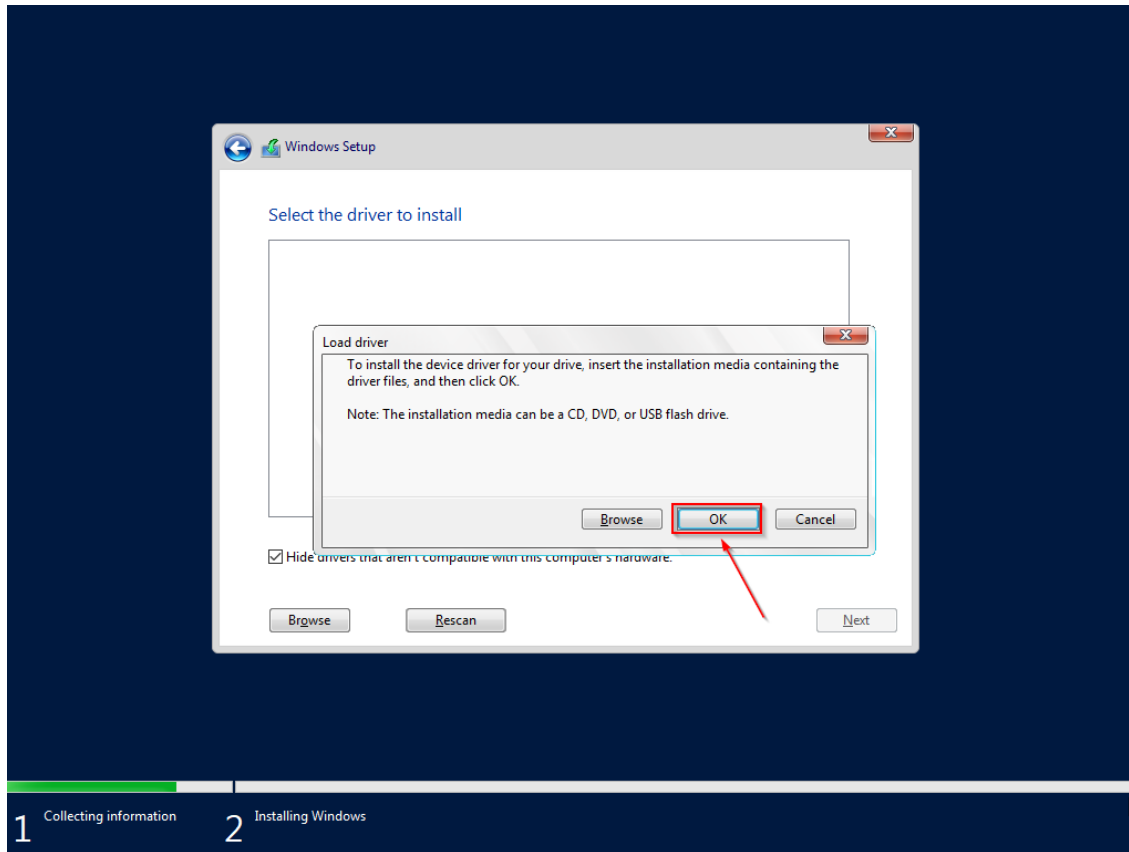 Windows Setup
Select the driver to install
Load driver
To install the device driver for your drive, insert the installation media containing the
driver files, and then click OK.
Note: The installation media can be a CD, DVD, or USB flash drive.
Browse
OK
Cancel
Hide drivers that aren't compatible with this computer's hardware.
Browse
Rescan
Next
1 Collecting information
2 Installing Windows